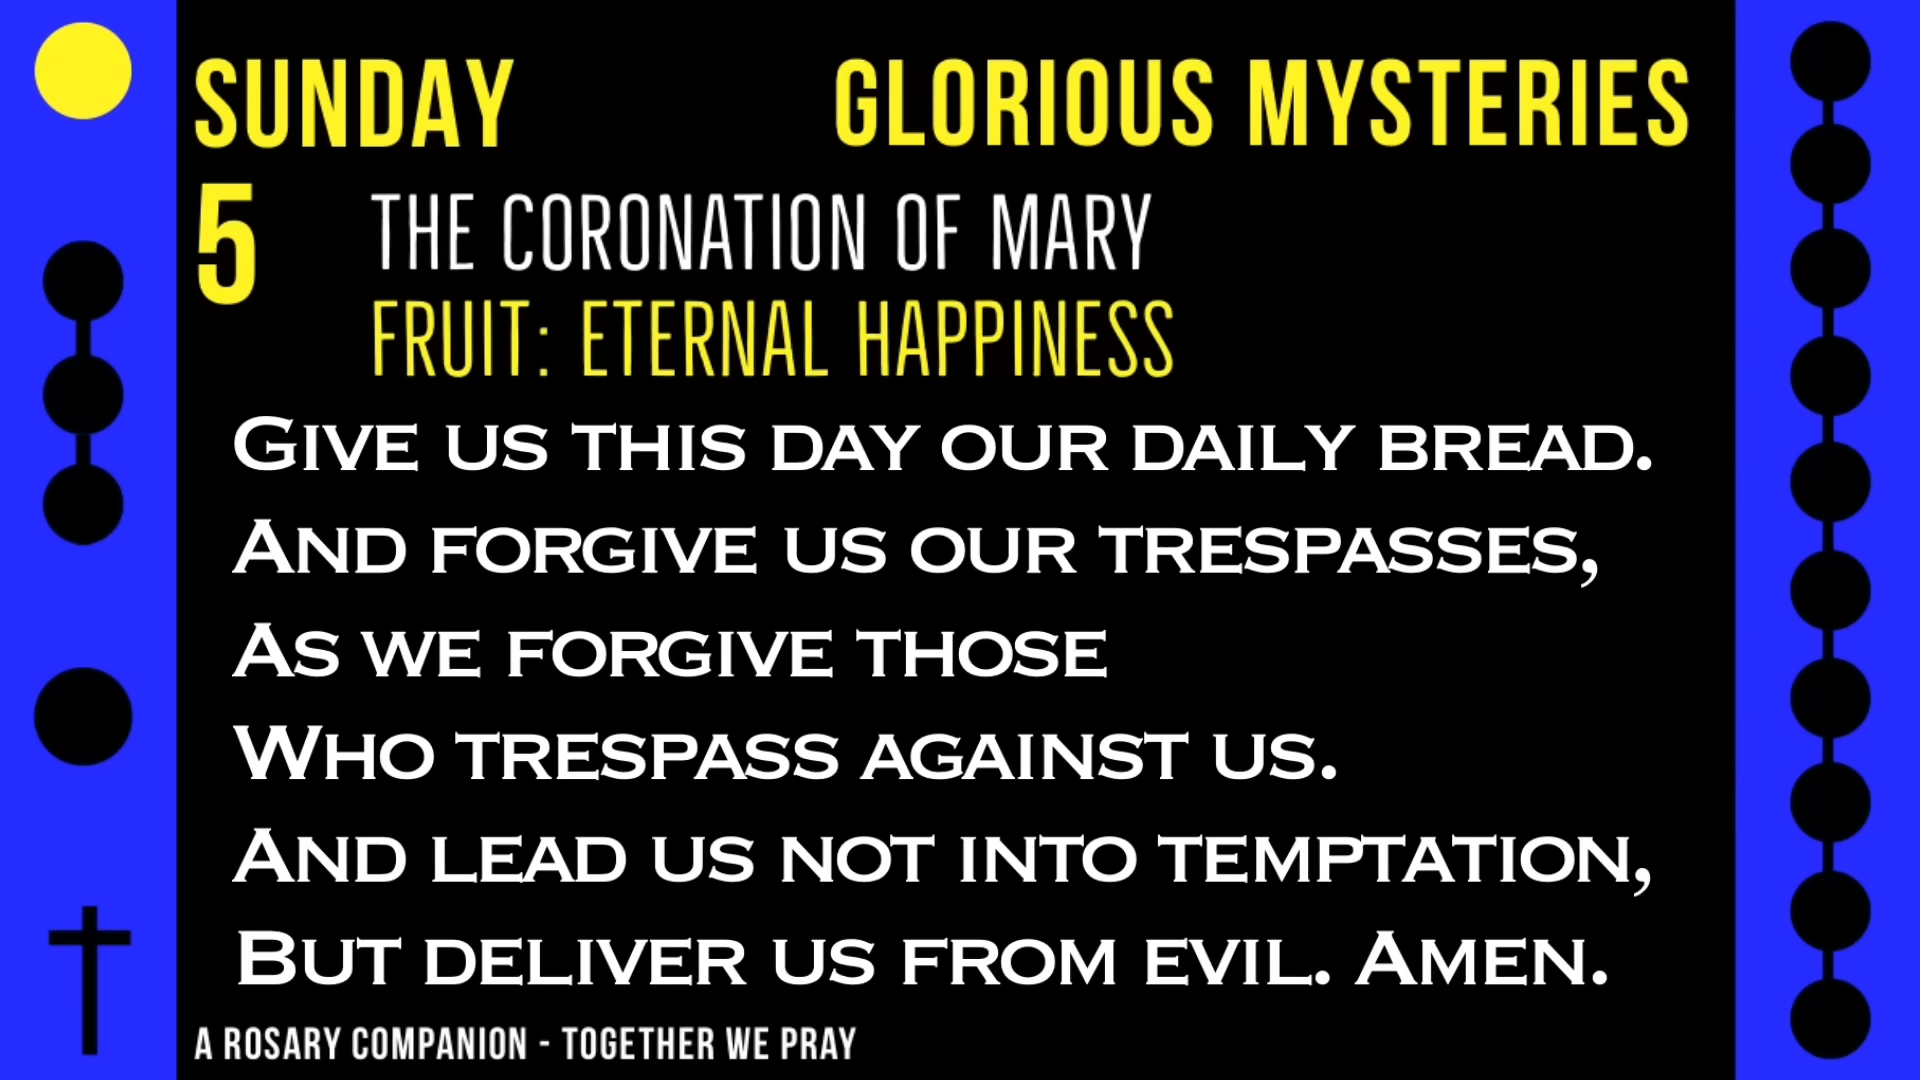 SUNDAY GLORIOUS MYSTERIES
5 THE CORONATION OF MARY
FRUIT: ETERNAL HAPPINESS
GIVE US THIS DAY OUR DAILY BREAD.
AND FORGIVE US OUR TRESPASSES,
AS WE FORGIVE THOSE
WHO TRESPASS AGAINST US.
AND LEAD US NOT INTO TEMPTATION,
BUT DELIVER US FROM EVIL. AMEN.
A ROSARY COMPANION - TOGETHER WE PRAY